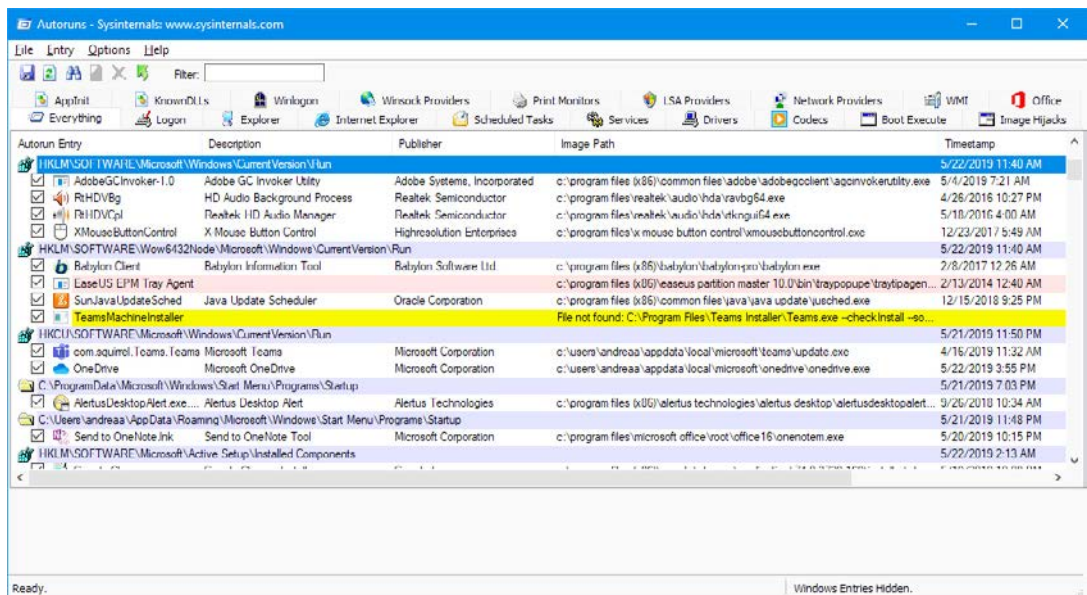 Autoruns - Sysinternals: www.sysinternals.com
File Entry Options Help
Filter:
AppInit KnownDLLs Winlogon Winsock Providers Print Monitors LSA Providers Network Providers WMI Office
Everything Logon Explorer Internet Explorer Scheduled Tasks Services Drivers Codecs Boot Execute Image Hijacks
Autorun Entry Description Publisher Image Path Timestamp
HKLM\SOFTWARE\Microsoft\Windows\CurrentVersion\Run 5/22/2019 11:40 AM
AdobeGCInvoker-1.0 Adobe GC Invoker Utility Adobe Systems, Incorporated c:\program files (x86)\common files\adobe\adobegcclient\agcinvokerutility.exe 5/4/2019 7:21 AM
RtHDVBg HD Audio Background Process Realtek Semiconductor c:\program files\realtek\audio\hda\ravbg64.exe 4/26/2016 10:27 PM
RtHDVCpl Realtek HD Audio Manager Realtek Semiconductor c:\program files\realtek\audio\hda\rtkngui64.exe 5/18/2016 4:00 AM
XMouseButtonControl X Mouse Button Control Highresolution Enterprises c:\program files\x mouse button control\xmousebuttoncontrol.exe 12/23/2017 5:49 AM
HKLM\SOFTWARE\Wow6432Node\Microsoft\Windows\CurrentVersion\Run 5/22/2019 11:40 AM
Babylon Client Babylon Information Tool Babylon Software Ltd. c:\program files (x86)\babylon\babylon-pro\babylon.exe 2/8/2017 12:26 AM
EaseUS EPM Tray Agent c:\program files (x86)\easeus partition master 10.0\bin\traypopupe\traytipagen... 2/13/2014 12:40 AM
SunJavaUpdateSched Java Update Scheduler Oracle Corporation c:\program files (x86)\common files\java\java update\jusched.exe 12/15/2018 9:25 PM
TeamsMachineInstaller File not found: C:\Program Files\Teams Installer\Teams.exe --checkInstall --so...
HKCU\SOFTWARE\Microsoft\Windows\CurrentVersion\Run 5/21/2019 11:50 PM
com.squirrel.Teams.Teams Microsoft Teams Microsoft Corporation c:\users\andreaa\appdata\local\microsoft\teams\update.exe 4/16/2019 11:32 AM
OneDrive Microsoft OneDrive Microsoft Corporation c:\users\andreaa\appdata\local\microsoft\onedrive\onedrive.exe 5/22/2019 3:55 PM
C:\ProgramData\Microsoft\Windows\Start Menu\Programs\Startup 5/21/2019 7:03 PM
AlertusDesktopAlert.exe.... Alertus Desktop Alert Alertus Technologies c:\program files (x86)\alertus technologies\alertus desktop\alertusdesktopalert... 9/26/2018 10:34 AM
C:\Users\andreaa\AppData\Roaming\Microsoft\Windows\Start Menu\Programs\Startup 5/21/2019 11:48 PM
Send to OneNote.lnk Send to OneNote Tool Microsoft Corporation c:\program files\microsoft office\root\office16\onenotem.exe 5/20/2019 10:15 PM
HKLM\SOFTWARE\Microsoft\Active Setup\Installed Components 5/22/2019 2:13 AM
Ready. Windows Entries Hidden.